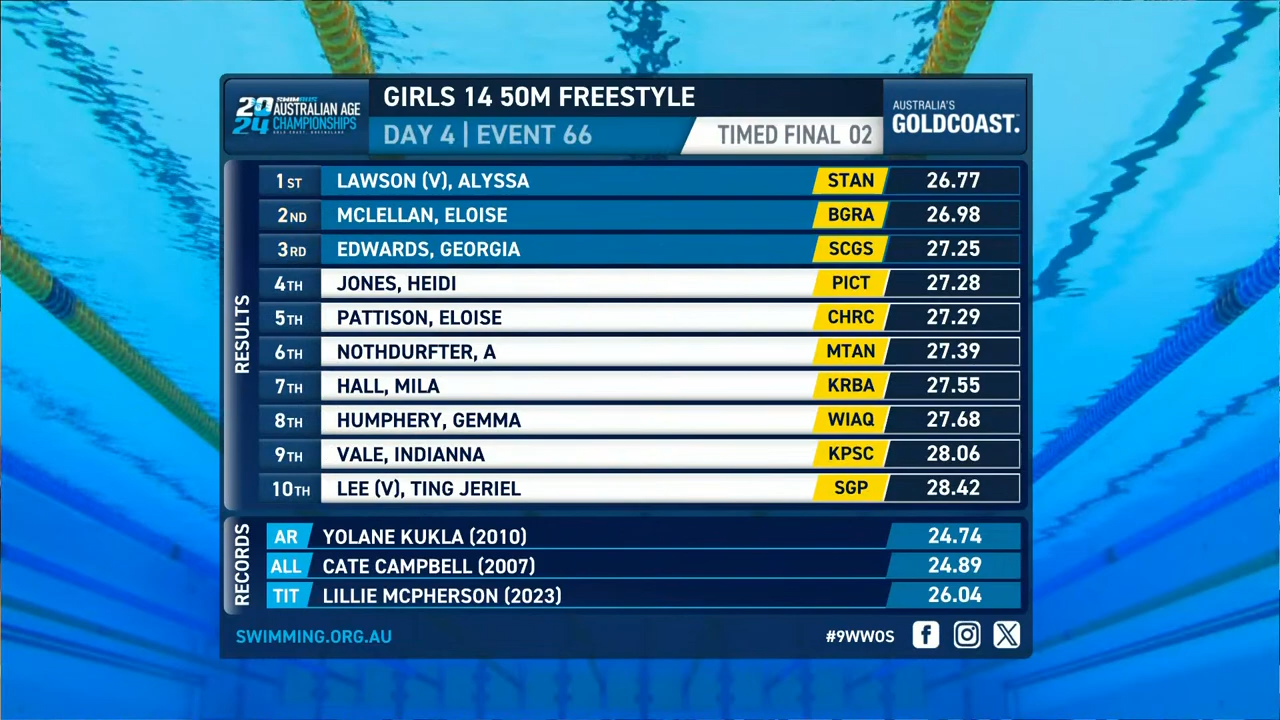 SWIMMING
2024 AUSTRALIAN AGE CHAMPIONSHIPS
GOLD COAST, QUEENSLAND
GIRLS 14 50M FREESTYLE
DAY 4 | EVENT 66
TIMED FINAL 02
AUSTRALIA'S
GOLDCOAST.
RESULTS
1ST LAWSON (V), ALYSSA STAN 26.77
2ND MCLELLAN, ELOISE BGRA 26.98
3RD EDWARDS, GEORGIA SCGS 27.25
4TH JONES, HEIDI PICT 27.28
5TH PATTISON, ELOISE CHRC 27.29
6TH NOTHDURFTER, A MTAN 27.39
7TH HALL, MILA KRBA 27.55
8TH HUMPHERY, GEMMA WIAQ 27.68
9TH VALE, INDIANNA KPSC 28.06
10TH LEE (V), TING JERIEL SGP 28.42
RECORDS
AR YOLANE KUKLA (2010) 24.74
ALL CATE CAMPBELL (2007) 24.89
TIT LILLIE MCPHERSON (2023) 26.04
SWIMMING.ORG.AU
#9WWOS